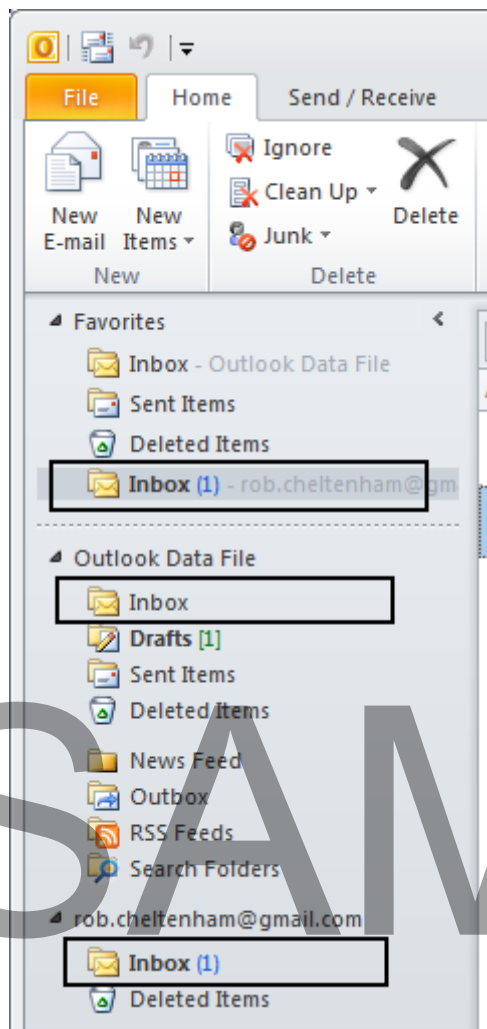 File Home Send / Receive
New E-mail
New Items
Ignore
Clean Up
Junk
Delete
New Delete
Favorites
Inbox - Outlook Data File
Sent Items
Deleted Items
Inbox (1) - rob.cheltenham@gm
Outlook Data File
Inbox
Drafts [1]
Sent Items
Deleted Items
News Feed
Outbox
RSS Feeds
Search Folders
rob.cheltenham@gmail.com
Inbox (1)
Deleted Items
SAM